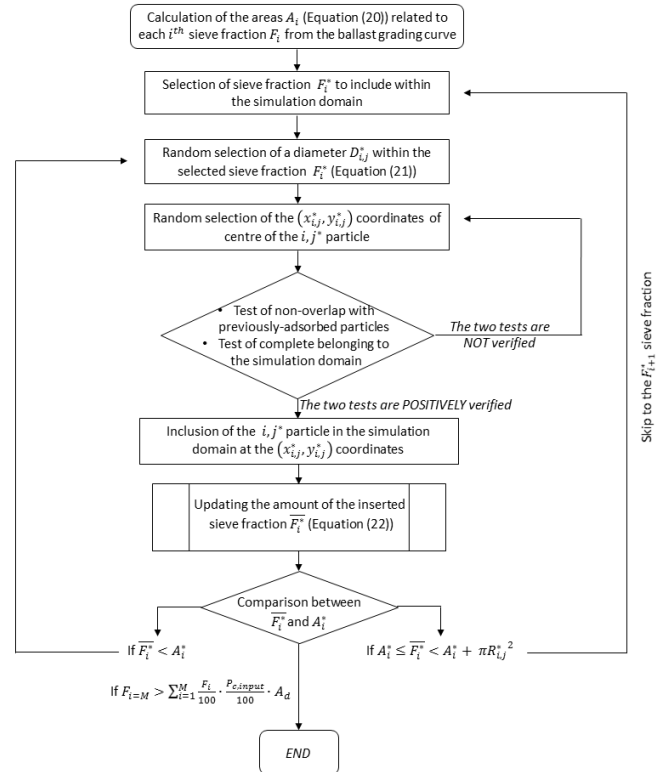 Calculation of the areas $A_i$ (Equation (20)) related to
each $i^{th}$ sieve fraction $F_i$ from the ballast grading curve
Selection of sieve fraction $F_i^*$ to include within
the simulation domain
Random selection of a diameter $D_{i,j}^*$ within the
selected sieve fraction $F_i^*$ (Equation (21))
Random selection of the $(x_{i,j}^*, y_{i,j}^*)$ coordinates of
centre of the $i,j^*$ particle
• Test of non-overlap with
previously-adsorbed particles
• Test of complete belonging to
the simulation domain
The two tests are
NOT verified
The two tests are POSITIVELY verified
Inclusion of the $i,j^*$ particle in the simulation
domain at the $(x_{i,j}^*, y_{i,j}^*)$ coordinates
Updating the amount of the inserted
sieve fraction $\overline{F_i^*}$ (Equation (22))
Comparison between
$\overline{F_i^*}$ and $A_i^*$
If $\overline{F_i^*} < A_i^*$
If $A_i^* \leq \overline{F_i^*} < A_i^* + \pi {R_{i,j}^*}^2$
If $F_{i=M} > \sum_{i=1}^{M} \frac{F_i}{100} \cdot \frac{P_{c,input}}{100} \cdot A_d$
END
Skip to the $F_{i+1}^*$ sieve fraction